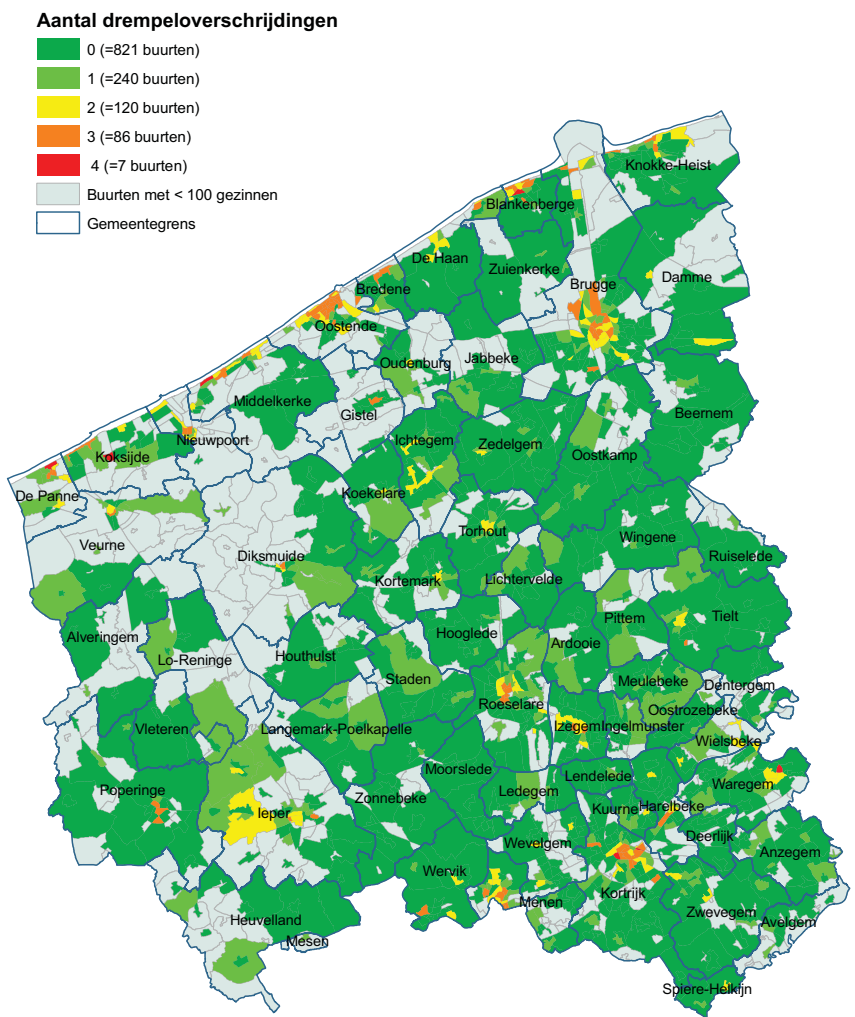 Aantal drempeloverschrijdingen
0 (=821 buurten)
1 (=240 buurten)
2 (=120 buurten)
3 (=86 buurten)
4 (=7 buurten)
Buurten met < 100 gezinnen
Gemeentegrens
Knokke-Heist
Blankenberge
De Haan
Zuienkerke
Damme
Brugge
Bredene
Oostende
Oudenburg
Jabbeke
Middelkerke
Gistel
Beernem
Nieuwpoort
Ichtegem
Zedelgem
Oostkamp
Koksijde
De Panne
Koekelare
Torhout
Wingene
Veurne
Diksmuide
Ruiselede
Kortemark
Lichtervelde
Pittem
Tielt
Alveringem
Hooglede
Ardooie
Lo-Reninge
Houthulst
Staden
Meulebeke
Dentergem
Roeselare
Oostrozebeke
Vleteren
Langemark-Poelkapelle
Izegem
Ingelmunster
Wielsbeke
Moorslede
Lendelede
Waregem
Poperinge
Zonnebeke
Ledegem
Ieper
Kuurne
Harelbeke
Deerlijk
Wevelgem
Anzegem
Wervik
Menen
Kortrijk
Zwevegem
Heuvelland
Avelgem
Mesen
Spiere-Helkijn